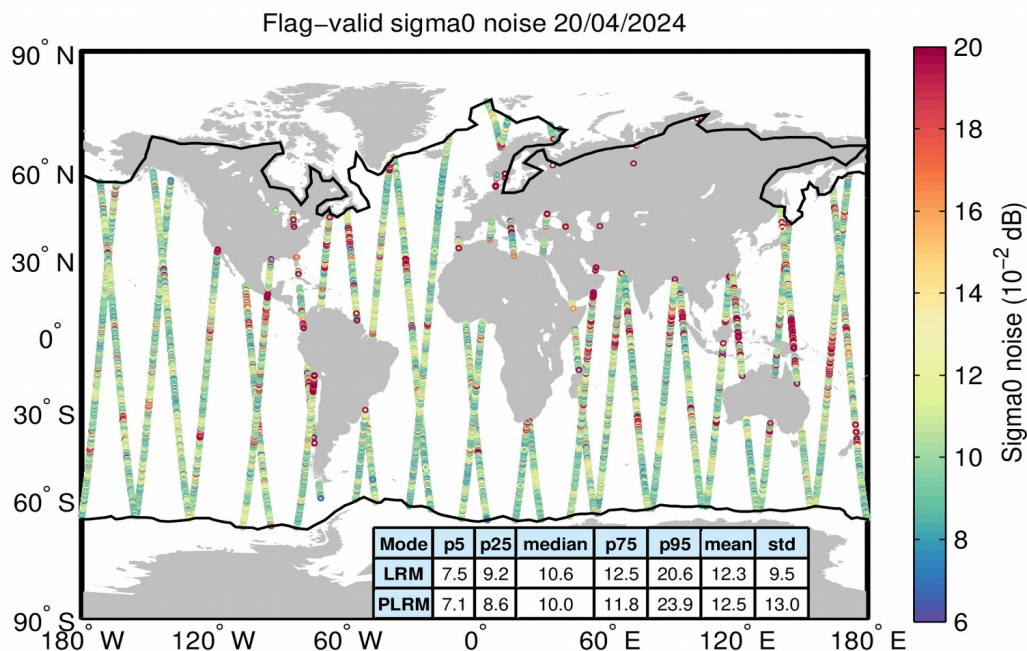 Flag−valid sigma0 noise 20/04/2024
90° N
60° N
30° N
0°
30° S
60° S
90° S
180° W
120° W
60° W
0°
60° E
120° E
180° E
20
18
16
14
12
10
8
6
Sigma0 noise (10⁻² dB)
Mode p5 p25 median p75 p95 mean std
LRM 7.5 9.2 10.6 12.5 20.6 12.3 9.5
PLRM 7.1 8.6 10.0 11.8 23.9 12.5 13.0